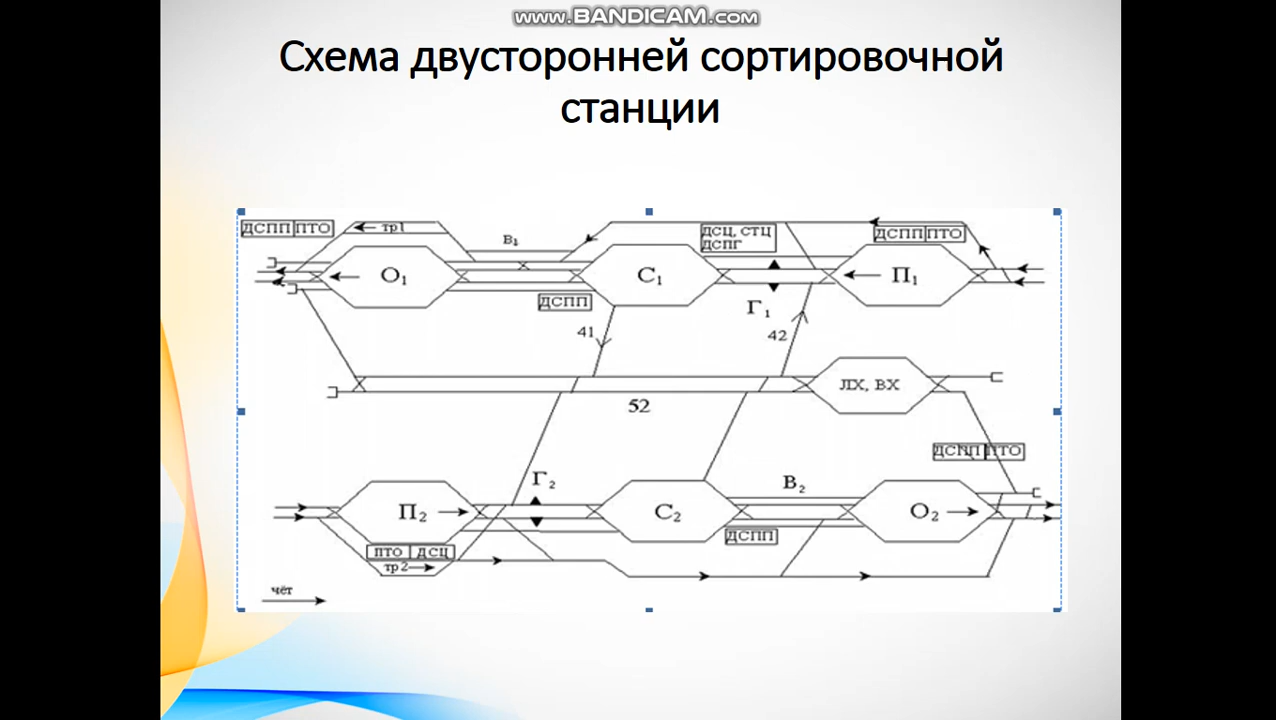 www.BANDICAM.com
Схема двусторонней сортировочной
станции
ДСПП ПТО
тр1
В₁
ДСЦ, СТЦ
ДСПГ
ДСПП ПТО
О₁
С₁
П₁
ДСПП
Г₁
41
42
ЛХ, ВХ
52
ДСПП ПТО
Г₂
В₂
П₂
С₂
О₂
ДСПП
ПТО ДСЦ
тр2
чёт